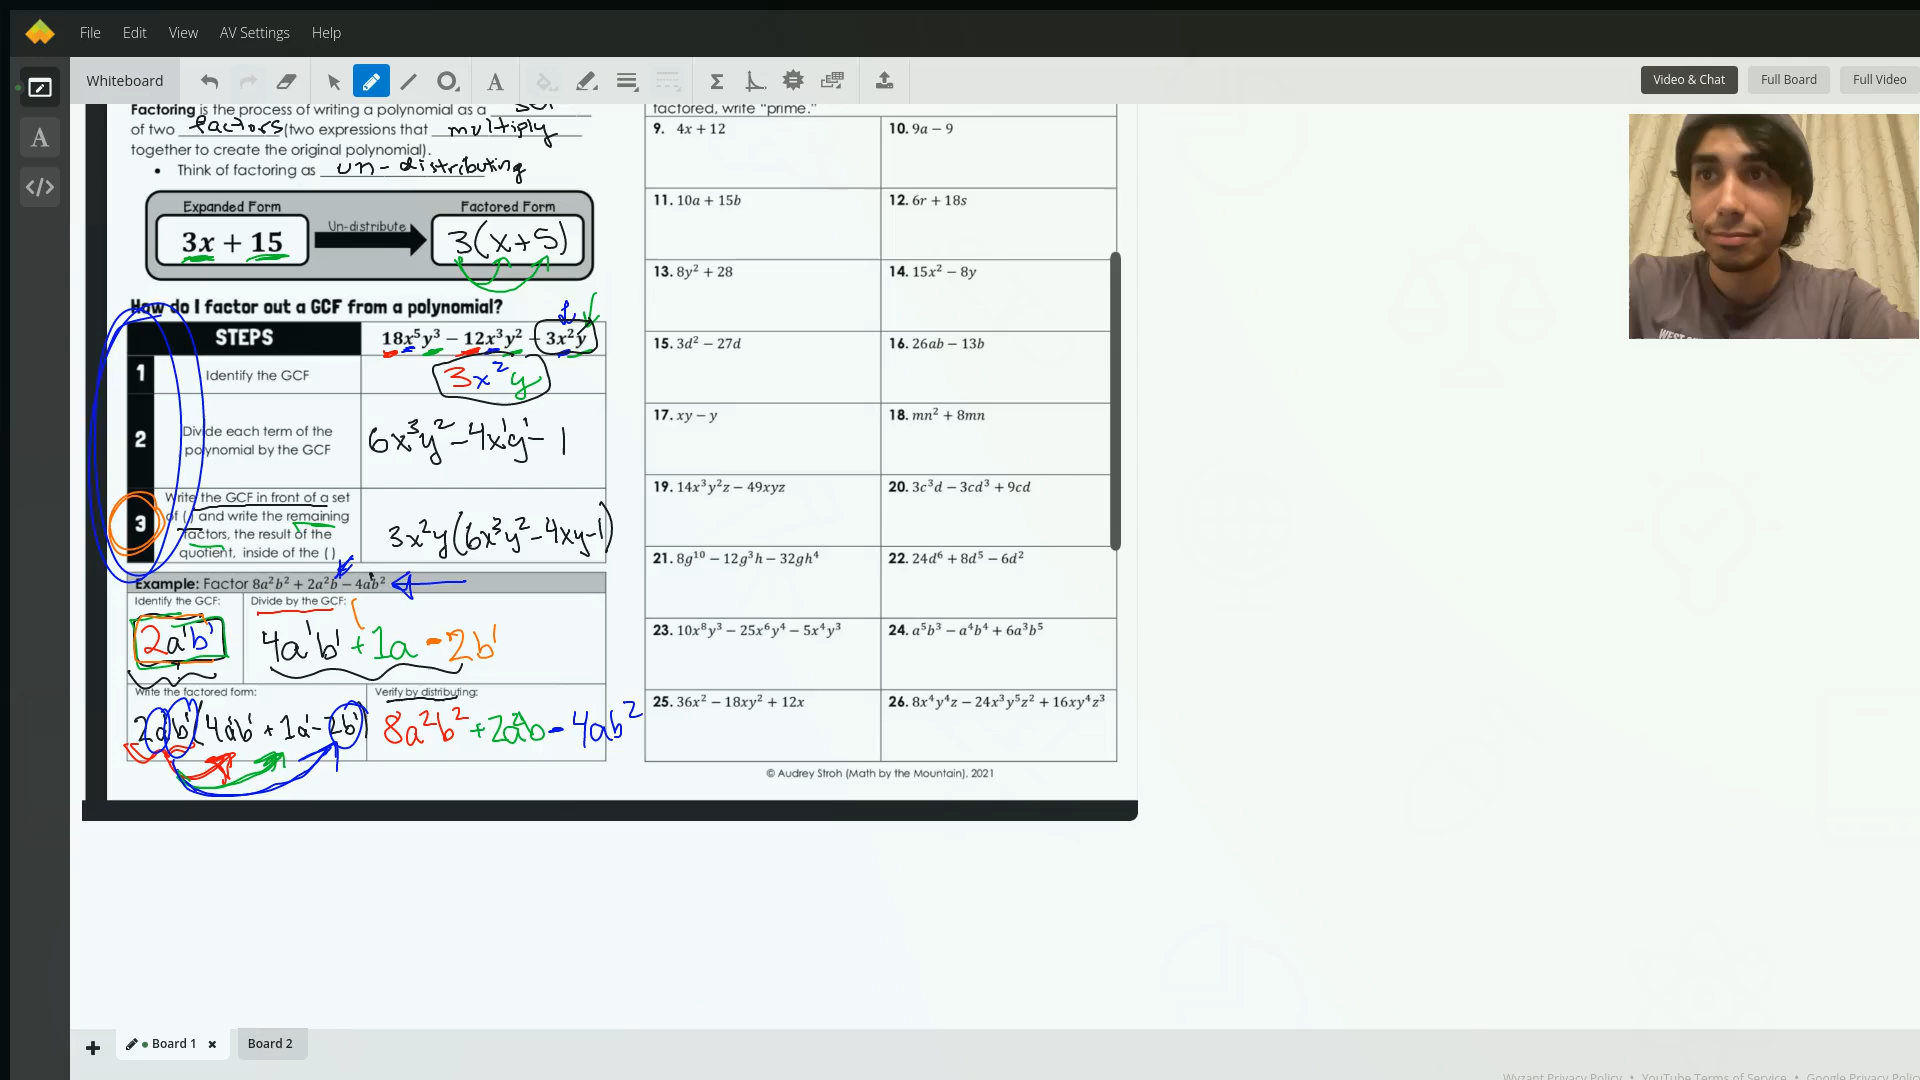 File Edit View AV Settings Help
Whiteboard
Video & Chat Full Board Full Video
Factoring is the process of writing a polynomial as a
of two factors (two expressions that multiply
together to create the original polynomial).
• Think of factoring as un-distributing
Expanded Form Un-distribute Factored Form
3x + 15 3(x+5)
How do I factor out a GCF from a polynomial?
STEPS 18x⁵y³ − 12x³y² − 3x²y
1 Identify the GCF 3x²y
2 Divide each term of the
polynomial by the GCF 6x³y² − 4x¹y¹ − 1
3 Write the GCF in front of a set
of ( ) and write the remaining
factors, the result of the
quotient, inside of the ( ) 3x²y(6x³y² − 4xy − 1)
Example: Factor 8a²b² + 2a²b − 4ab²
Identify the GCF: Divide by the GCF:
2a¹b¹ 4a¹b¹ + 1a − 2b¹
Write the factored form: Verify by distributing:
2a¹b¹(4a¹b¹ + 1a¹ − 2b¹) 8a²b² + 2a²b − 4ab²
factored, write "prime."
9. 4x + 12 10. 9a − 9
11. 10a + 15b 12. 6r + 18s
13. 8y² + 28 14. 15x² − 8y
15. 3d² − 27d 16. 26ab − 13b
17. xy − y 18. mn² + 8mn
19. 14x³y²z − 49xyz 20. 3c³d − 3cd³ + 9cd
21. 8g¹⁰ − 12g³h − 32gh⁴ 22. 24d⁶ + 8d⁵ − 6d²
23. 10x⁸y³ − 25x⁶y⁴ − 5x⁴y³ 24. a⁵b³ − a⁴b⁴ + 6a³b⁵
25. 36x² − 18xy² + 12x 26. 8x⁴y⁴z − 24x³y⁵z² + 16xy⁴z³
© Audrey Stroh (Math by the Mountain), 2021
Board 1 Board 2